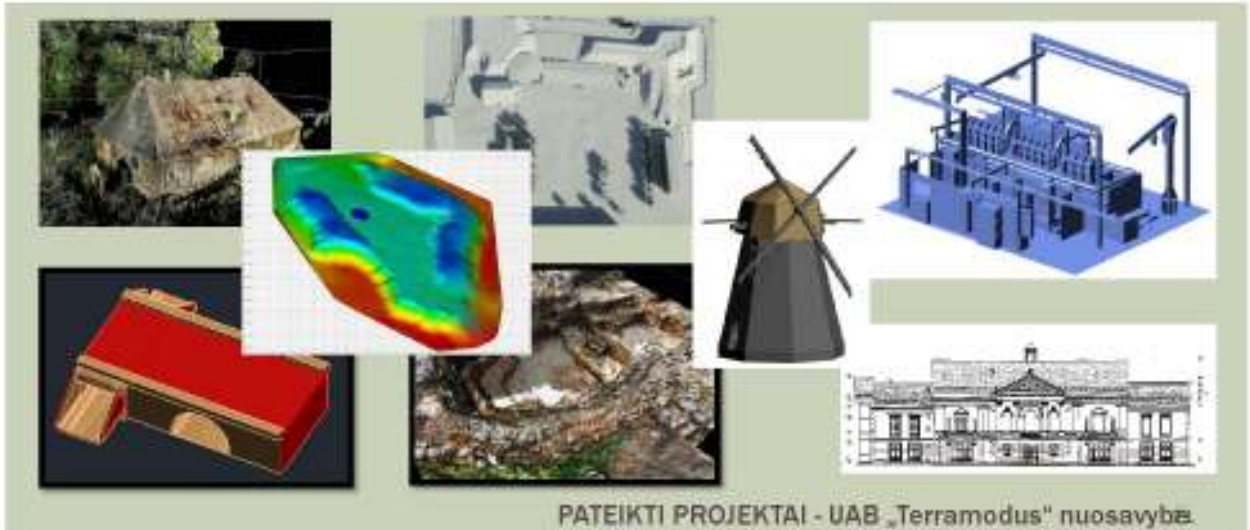 PATEIKTI PROJEKTAI - UAB „Terramodus“ nuosavybė.